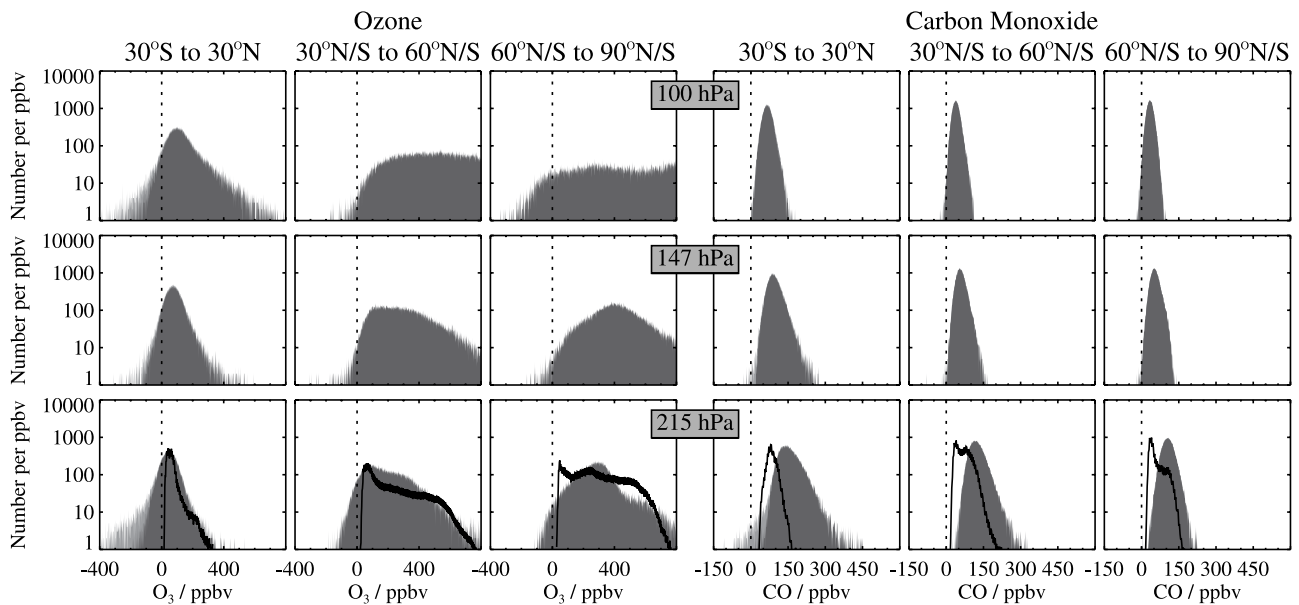 Ozone
Carbon Monoxide
30°S to 30°N
30°N/S to 60°N/S
60°N/S to 90°N/S
30°S to 30°N
30°N/S to 60°N/S
60°N/S to 90°N/S
Number per ppbv
10000
1000
100
10
1
100 hPa
Number per ppbv
10000
1000
100
10
1
147 hPa
Number per ppbv
10000
1000
100
10
1
215 hPa
-400 0 400 -400 0 400 -400 0 400 -150 0 150 300 450 -150 0 150 300 450 -150 0 150 300 450
O3 / ppbv
O3 / ppbv
O3 / ppbv
CO / ppbv
CO / ppbv
CO / ppbv